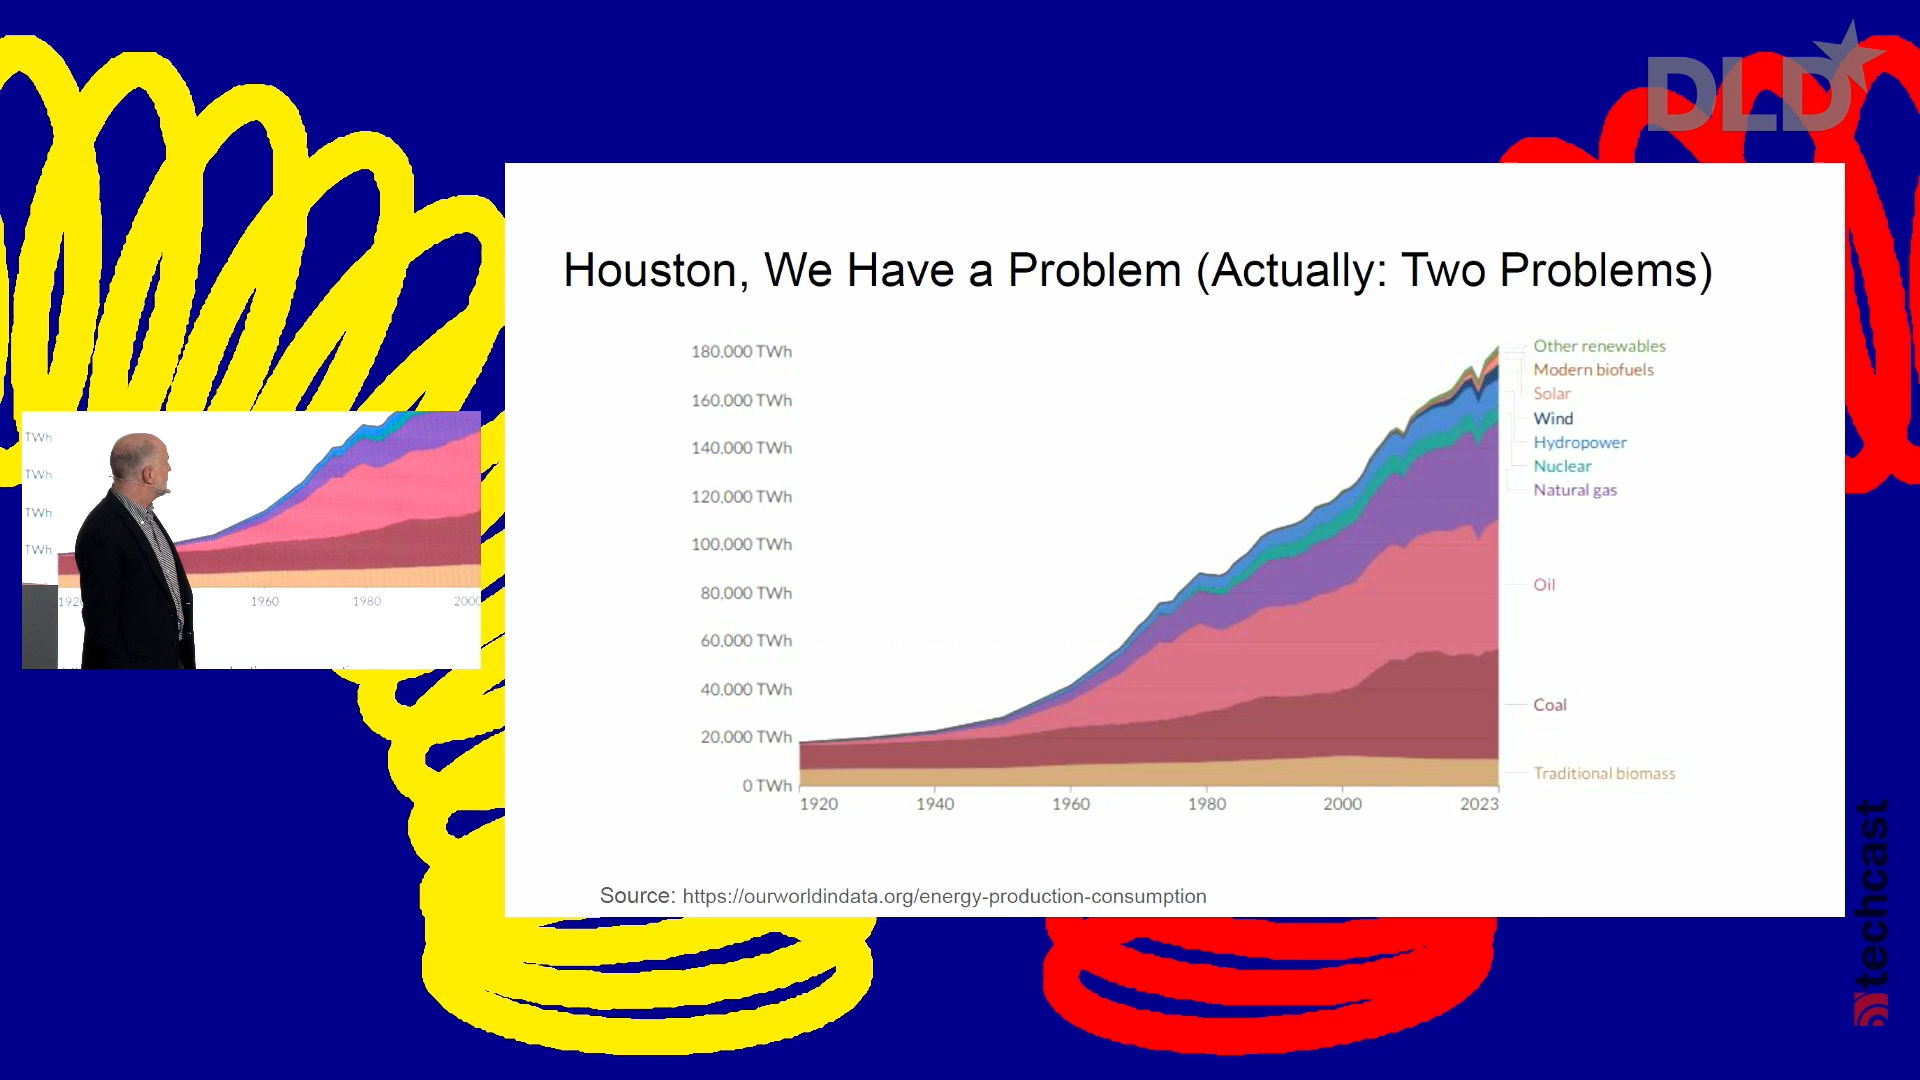 DLD
Houston, We Have a Problem (Actually: Two Problems)
180,000 TWh
160,000 TWh
140,000 TWh
120,000 TWh
100,000 TWh
80,000 TWh
60,000 TWh
40,000 TWh
20,000 TWh
0 TWh
1920
1940
1960
1980
2000
2023
Other renewables
Modern biofuels
Solar
Wind
Hydropower
Nuclear
Natural gas
Oil
Coal
Traditional biomass
Source: https://ourworldindata.org/energy-production-consumption
TWh
TWh
TWh
TWh
1960
1980
2000
techcast